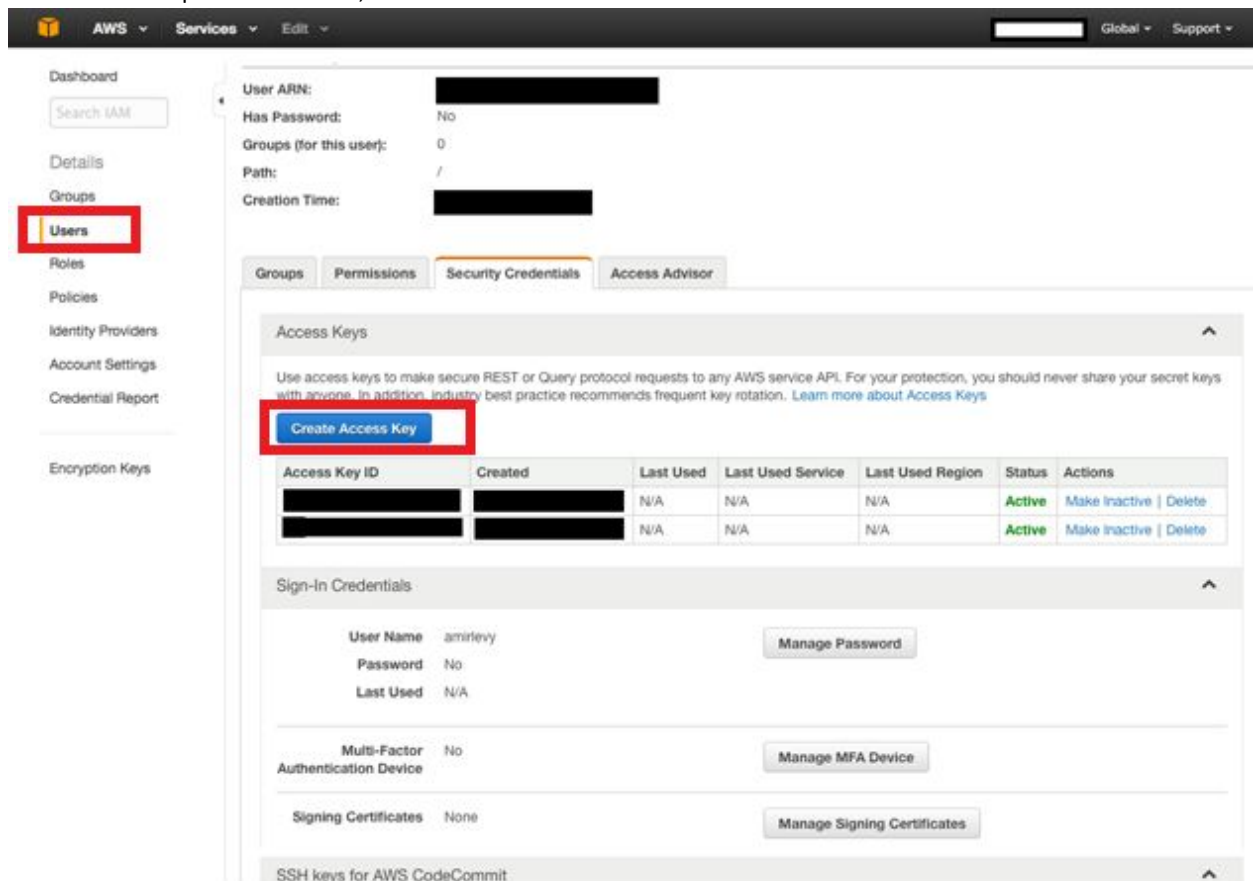 AWS Services Edit Global Support
Dashboard
Search IAM
Details
Groups
Users
Roles
Policies
Identity Providers
Account Settings
Credential Report
Encryption Keys
User ARN:
Has Password: No
Groups (for this user): 0
Path: /
Creation Time:
Groups Permissions Security Credentials Access Advisor
Access Keys
Use access keys to make secure REST or Query protocol requests to any AWS service API. For your protection, you should never share your secret keys
with anyone. In addition, industry best practice recommends frequent key rotation. Learn more about Access Keys
Create Access Key
Access Key ID Created Last Used Last Used Service Last Used Region Status Actions
N/A N/A N/A Active Make Inactive | Delete
N/A N/A N/A Active Make Inactive | Delete
Sign-In Credentials
User Name amirlevy
Manage Password
Password No
Last Used N/A
Multi-Factor No
Authentication Device
Manage MFA Device
Signing Certificates None
Manage Signing Certificates
SSH keys for AWS CodeCommit